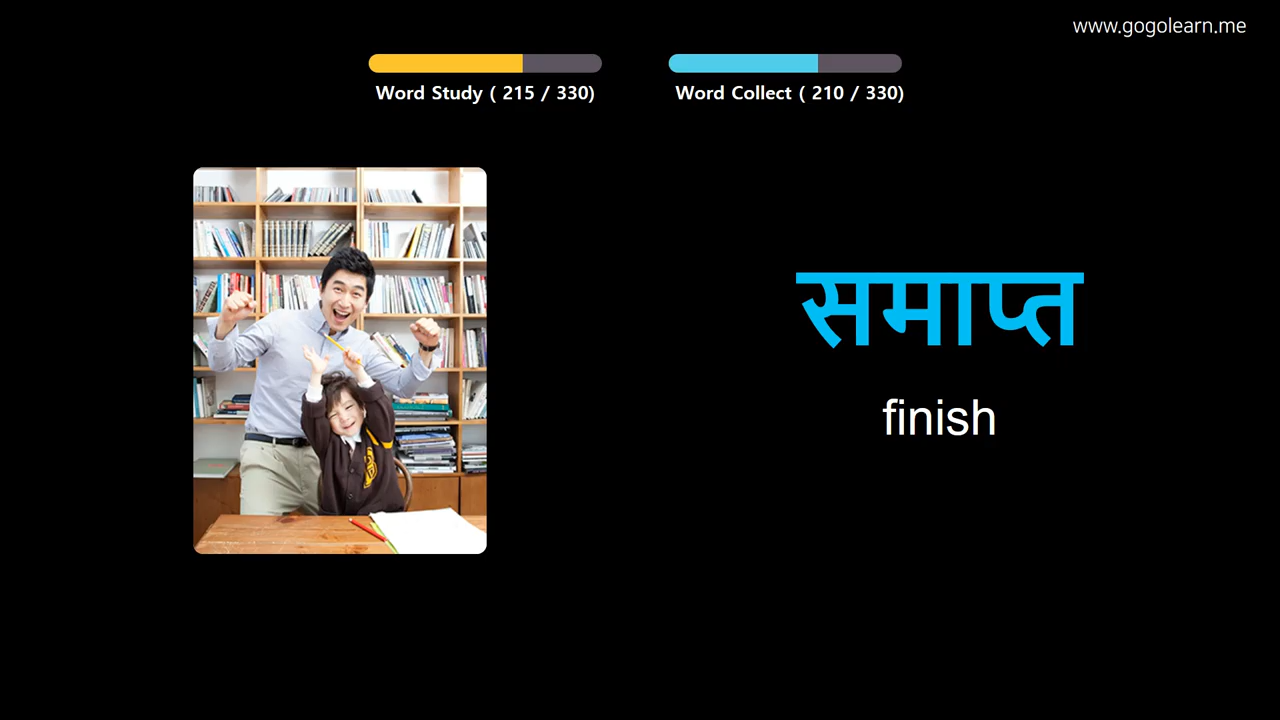 www.gogolearn.me
Word Study ( 215 / 330)
Word Collect ( 210 / 330)
समाप्त
finish